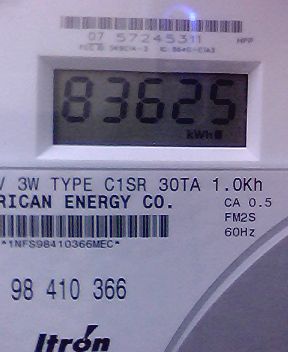 07 57245311
83625
kWh
V 3W TYPE C1SR 30TA 1.0Kh
RICAN ENERGY CO.
CA 0.5
FM2S
60Hz
*1NFS98410366MEC*
98 410 366
Itron